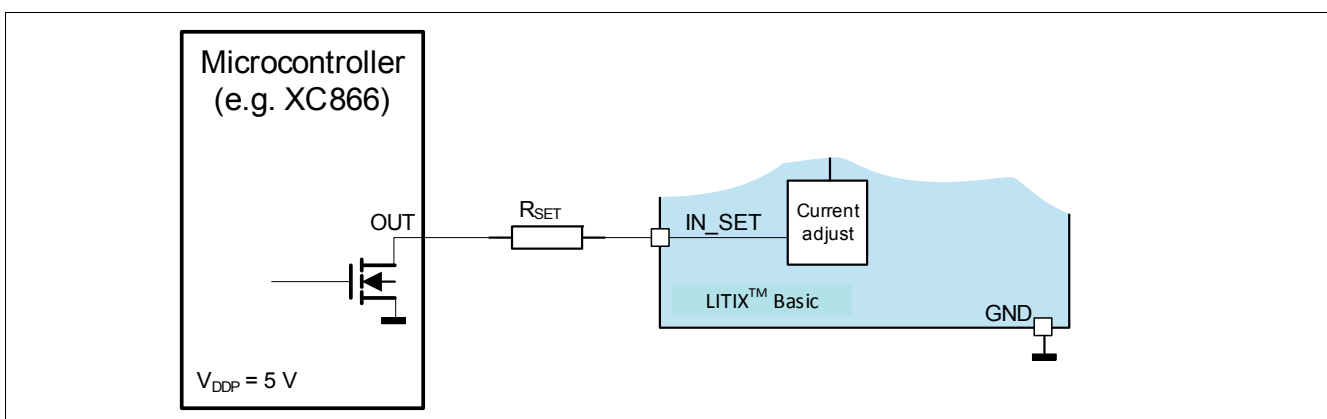 Microcontroller
(e.g. XC866)
OUT
RSET
IN_SET
Current
adjust
LITIX™ Basic
GND
VDDP = 5 V